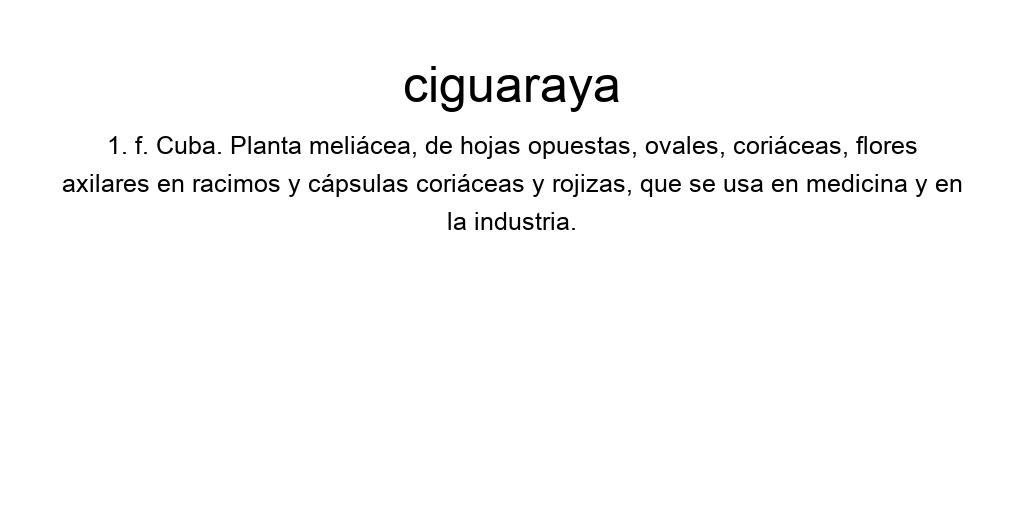 ciguaraya
1. f. Cuba. Planta meliácea, de hojas opuestas, ovales, coriáceas, flores
axilares en racimos y cápsulas coriáceas y rojizas, que se usa en medicina y en
la industria.